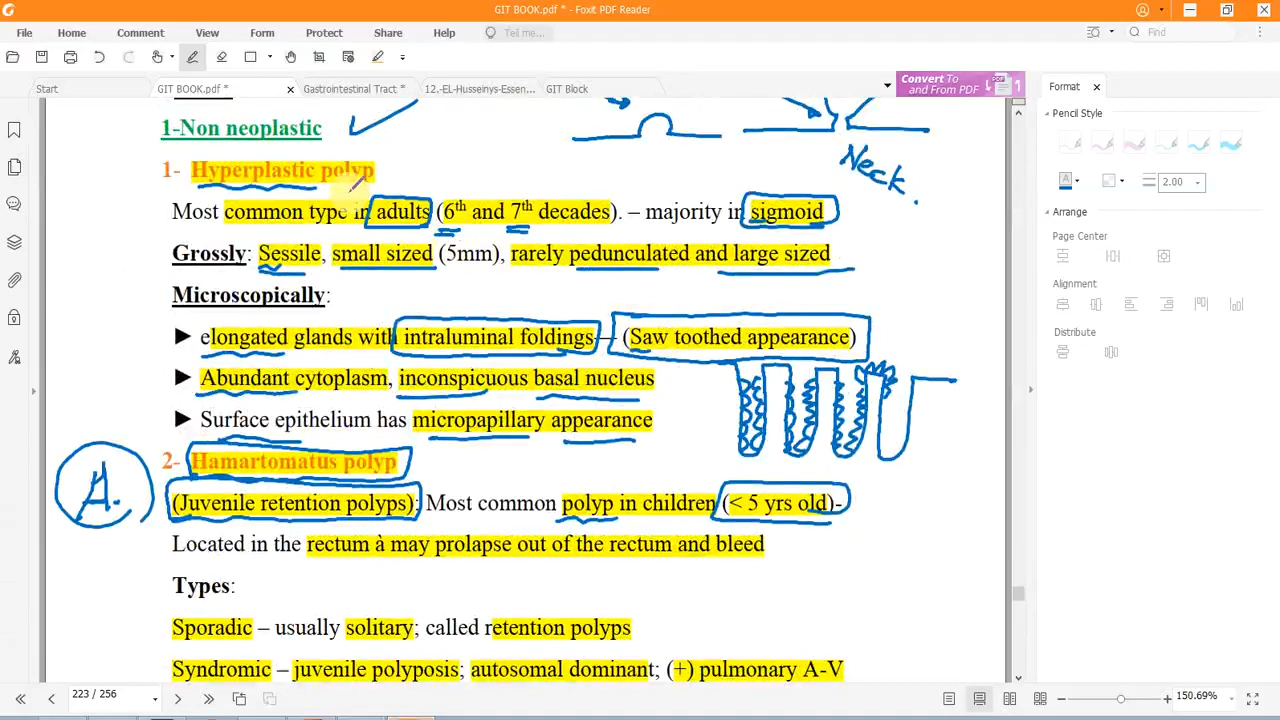 GIT BOOK.pdf * - Foxit PDF Reader
File Home Comment View Form Protect Share Help Tell me... Find
Start GIT BOOK.pdf * Gastrointestinal Tract * 12.-EL-Husseinys-Essen... GIT Block Convert To and From PDF
Format
Pencil Style
2.00
Arrange
Page Center
Alignment
Distribute
1-Non neoplastic
Neck
1- Hyperplastic polyp
Most common type in adults (6th and 7th decades). – majority in sigmoid
Grossly: Sessile, small sized (5mm), rarely pedunculated and large sized
Microscopically:
► elongated glands with intraluminal foldings— (Saw toothed appearance)
► Abundant cytoplasm, inconspicuous basal nucleus
► Surface epithelium has micropapillary appearance
2- Hamartomatus polyp
A.
(Juvenile retention polyps): Most common polyp in children (< 5 yrs old)-
Located in the rectum à may prolapse out of the rectum and bleed
Types:
Sporadic – usually solitary; called retention polyps
Syndromic – juvenile polyposis; autosomal dominant; (+) pulmonary A-V
223 / 256
150.69%